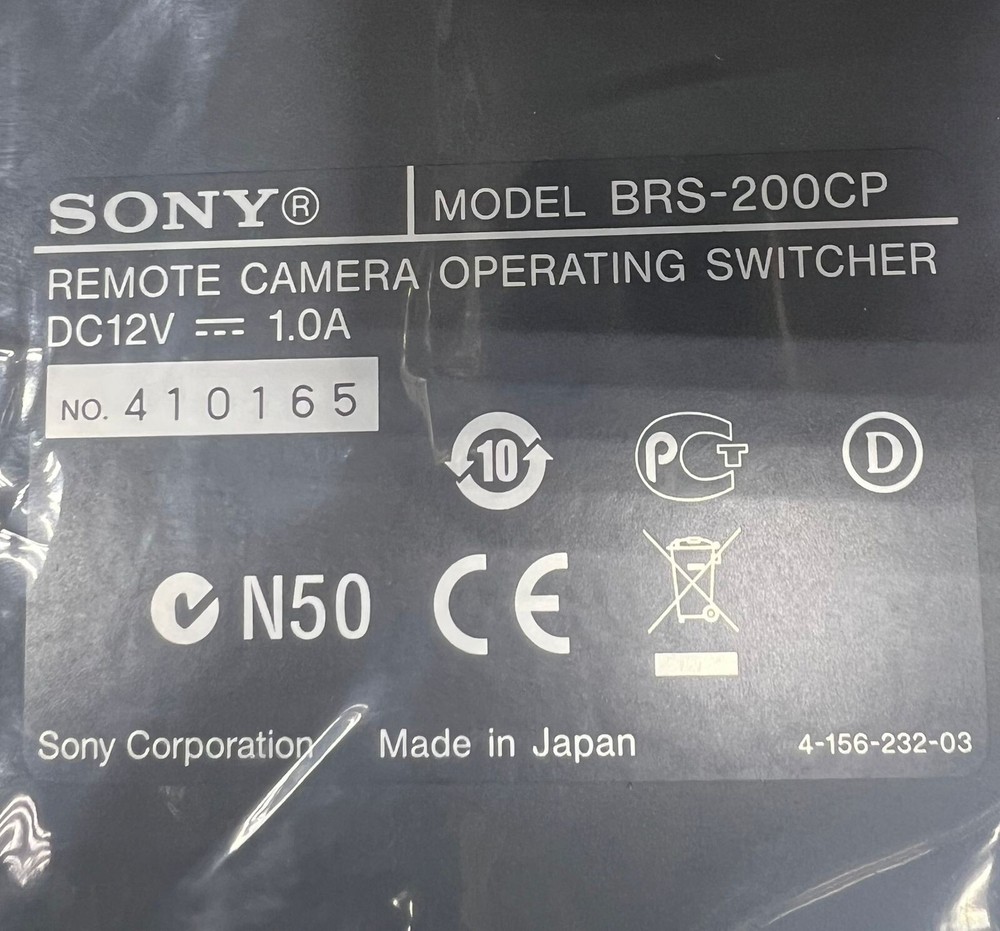 SONY® MODEL BRS-200CP
REMOTE CAMERA OPERATING SWITCHER
DC12V ⎓ 1.0A
NO. 410165
10 PCT D
N50 CE
Sony Corporation Made in Japan 4-156-232-03